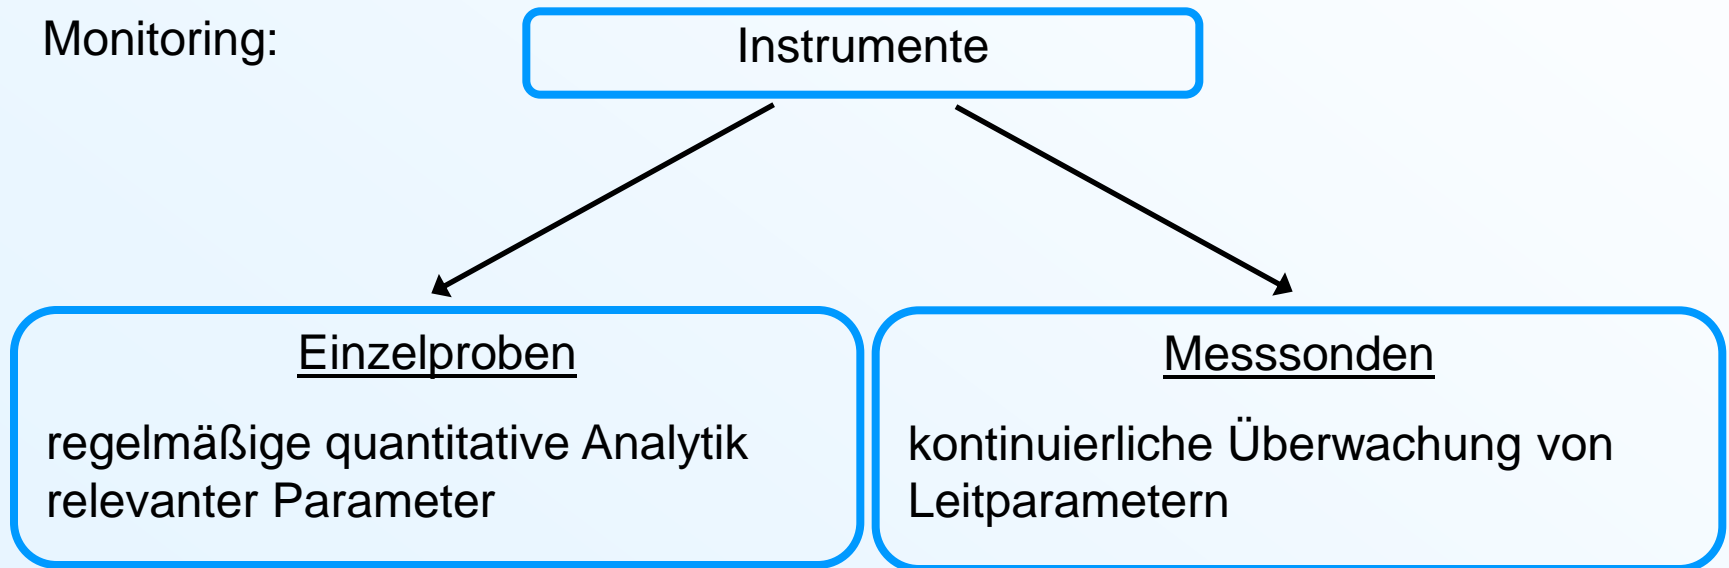 Monitoring:
Instrumente
Einzelproben
regelmäßige quantitative Analytik
relevanter Parameter
Messsonden
kontinuierliche Überwachung von
Leitparametern